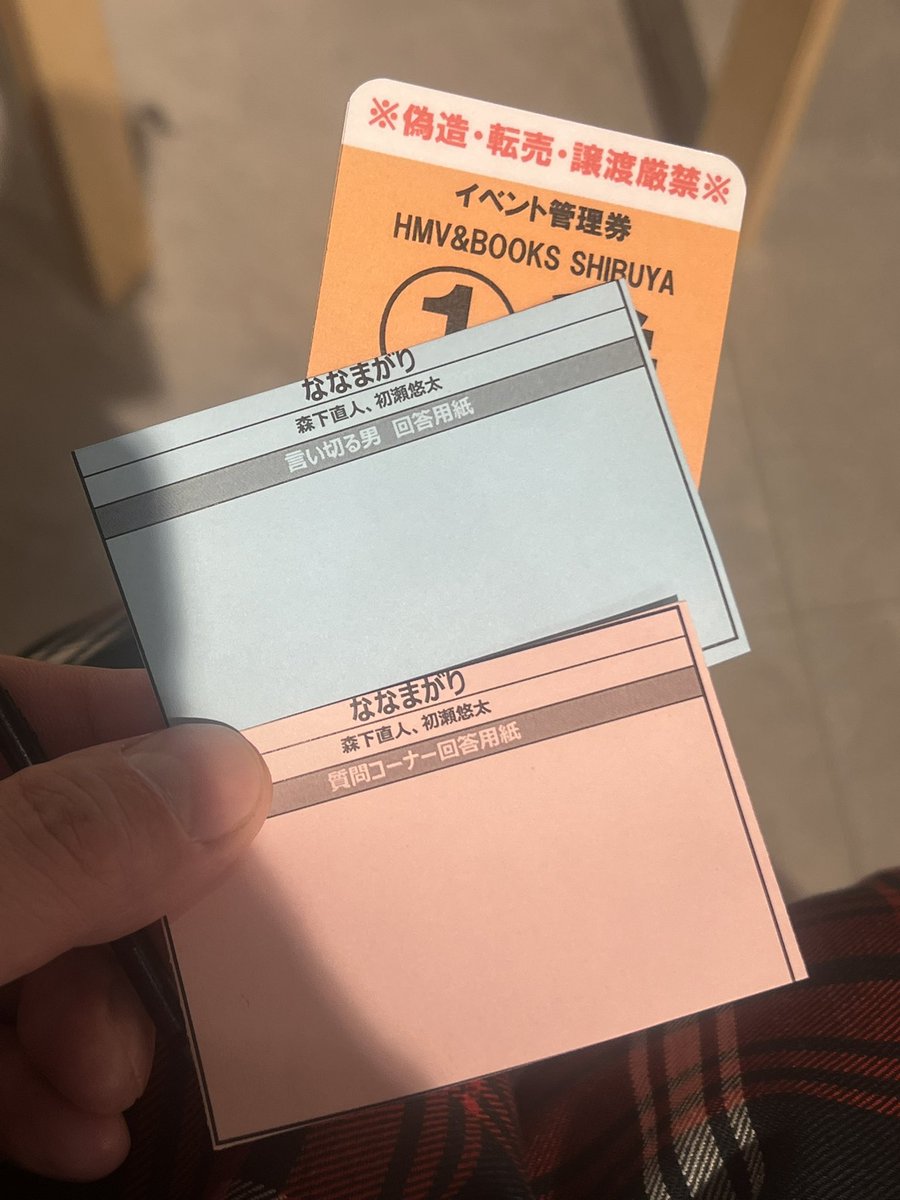 ※偽造・転売・譲渡厳禁※
イベント管理券
HMV&BOOKS SHIBUYA
①
ななまがり
森下直人、初瀬悠太
言い切る男 回答用紙
ななまがり
森下直人、初瀬悠太
質問コーナー回答用紙